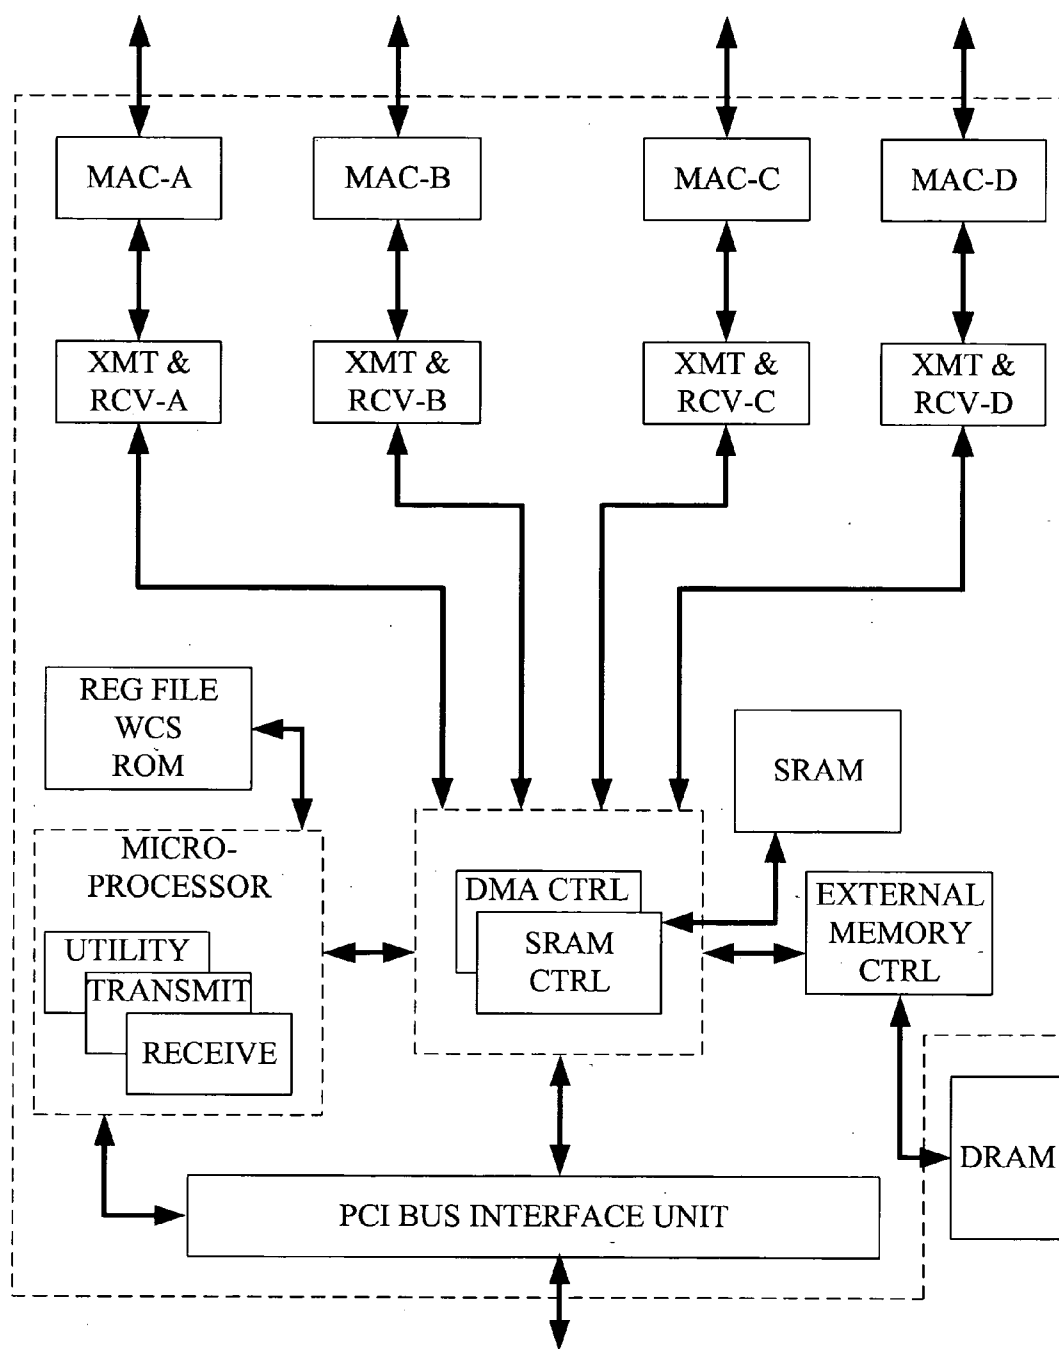 MAC-A
MAC-B
MAC-C
MAC-D
XMT &
RCV-A
XMT &
RCV-B
XMT &
RCV-C
XMT &
RCV-D
REG FILE
WCS
ROM
SRAM
MICRO-
PROCESSOR
UTILITY
TRANSMIT
RECEIVE
DMA CTRL
SRAM
CTRL
EXTERNAL
MEMORY
CTRL
DRAM
PCI BUS INTERFACE UNIT